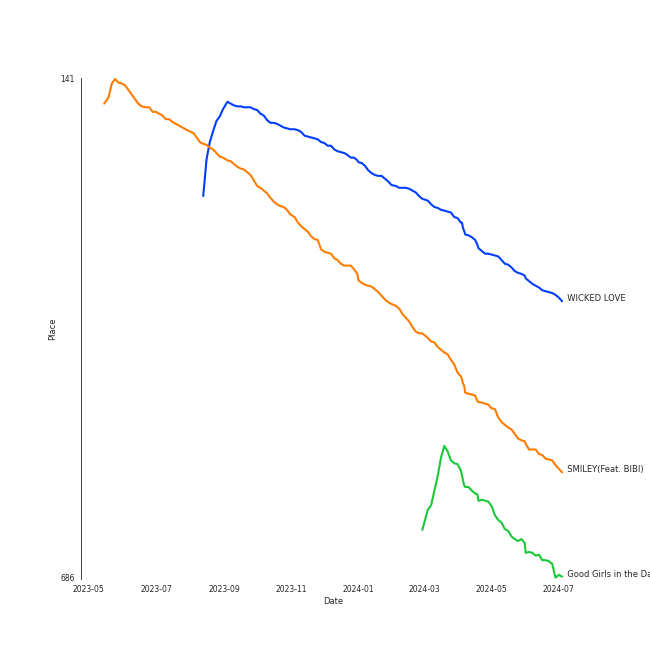 141
Place
WICKED LOVE
SMILEY(Feat. BIBI)
Good Girls in the Da
686
2023-05 2023-07 2023-09 2023-11 2024-01 2024-03 2024-05 2024-07
Date